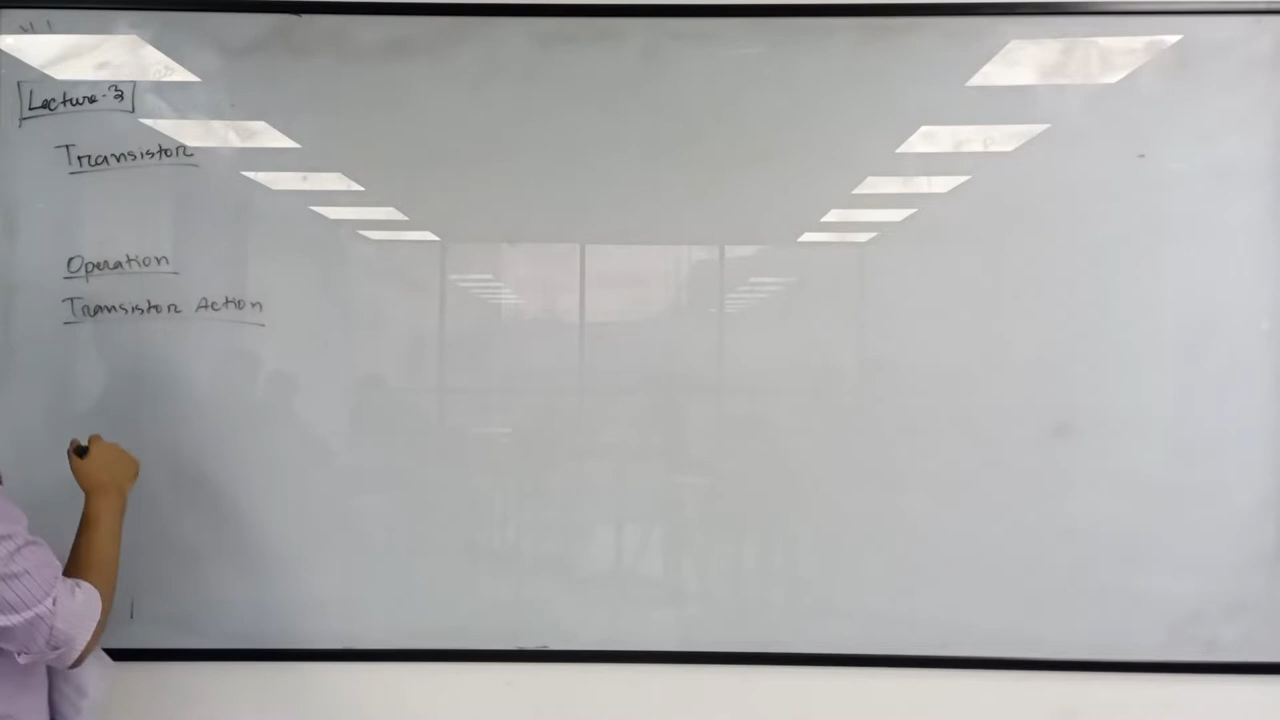 Lecture-3
Transistor
Operation
Transistor Action